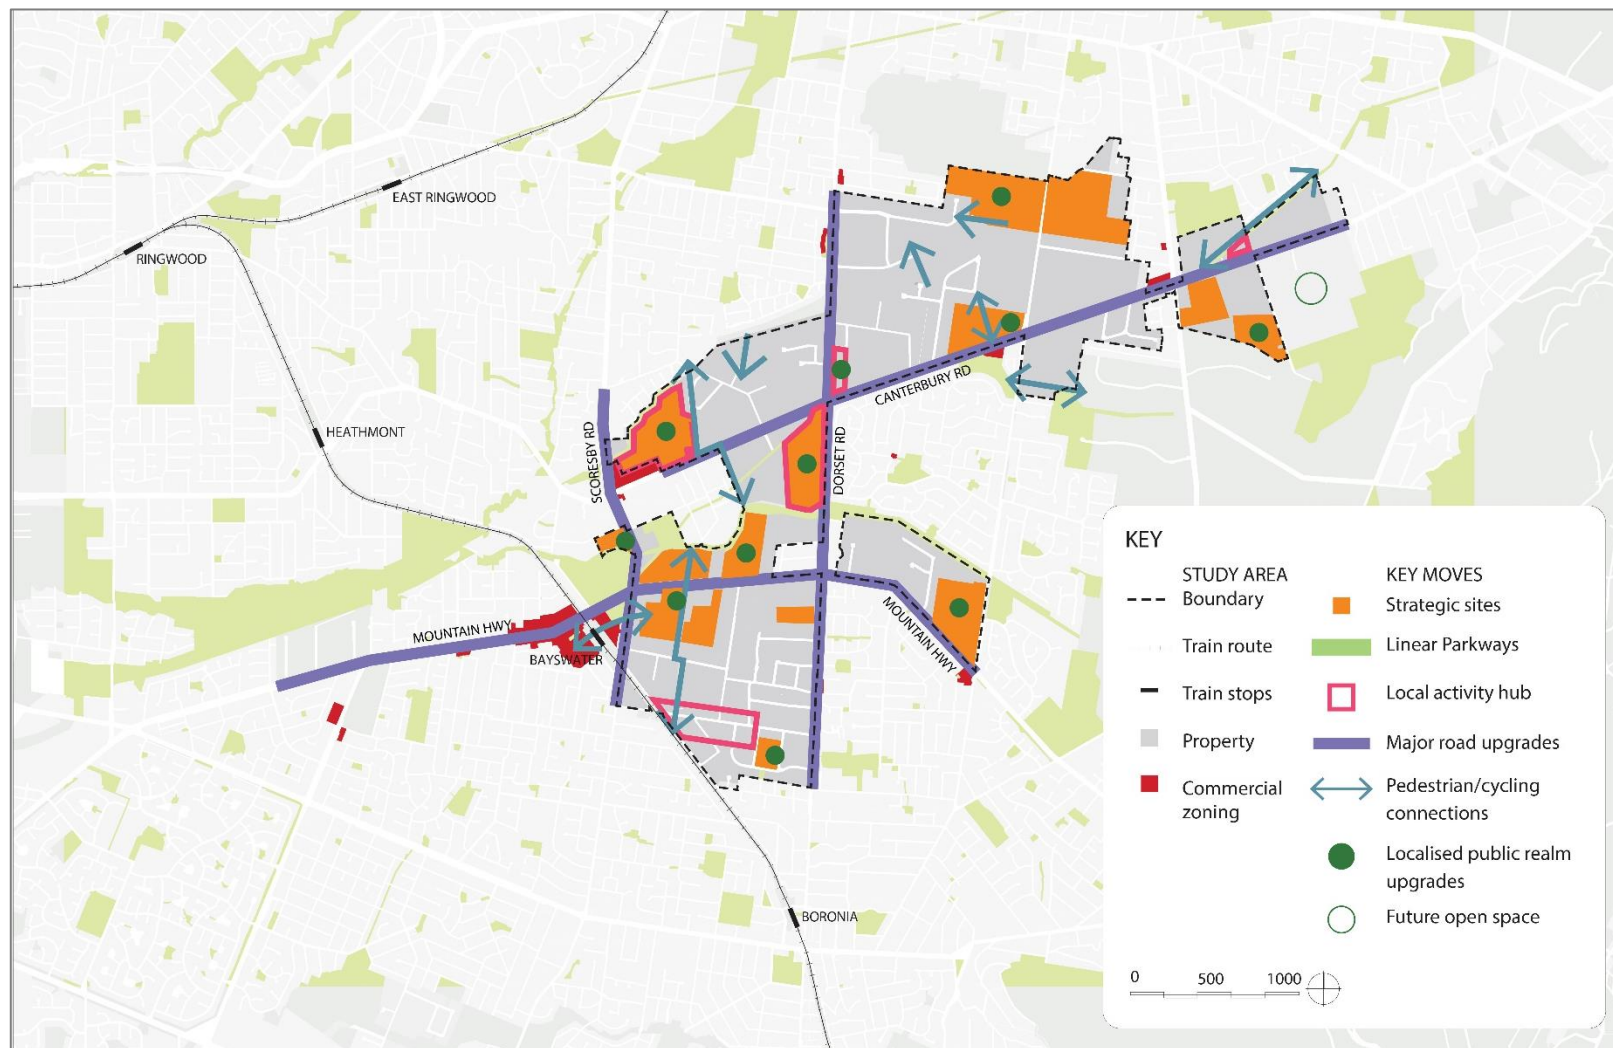 EAST RINGWOOD
RINGWOOD
HEATHMONT
SCORESBY RD
CANTERBURY RD
DORSET RD
MOUNTAIN HWY
MOUNTAIN HWY
BAYSWATER
BORONIA
KEY
STUDY AREA
Boundary
Train route
Train stops
Property
Commercial
zoning
KEY MOVES
Strategic sites
Linear Parkways
Local activity hub
Major road upgrades
Pedestrian/cycling
connections
Localised public realm
upgrades
Future open space
0 500 1000